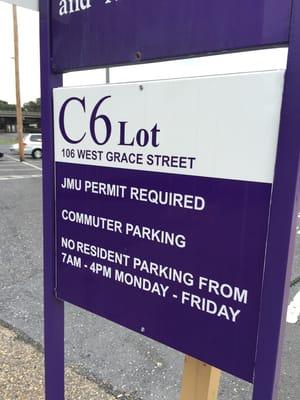 and
C6 Lot
106 WEST GRACE STREET
JMU PERMIT REQUIRED
COMMUTER PARKING
NO RESIDENT PARKING FROM
7AM - 4PM MONDAY - FRIDAY